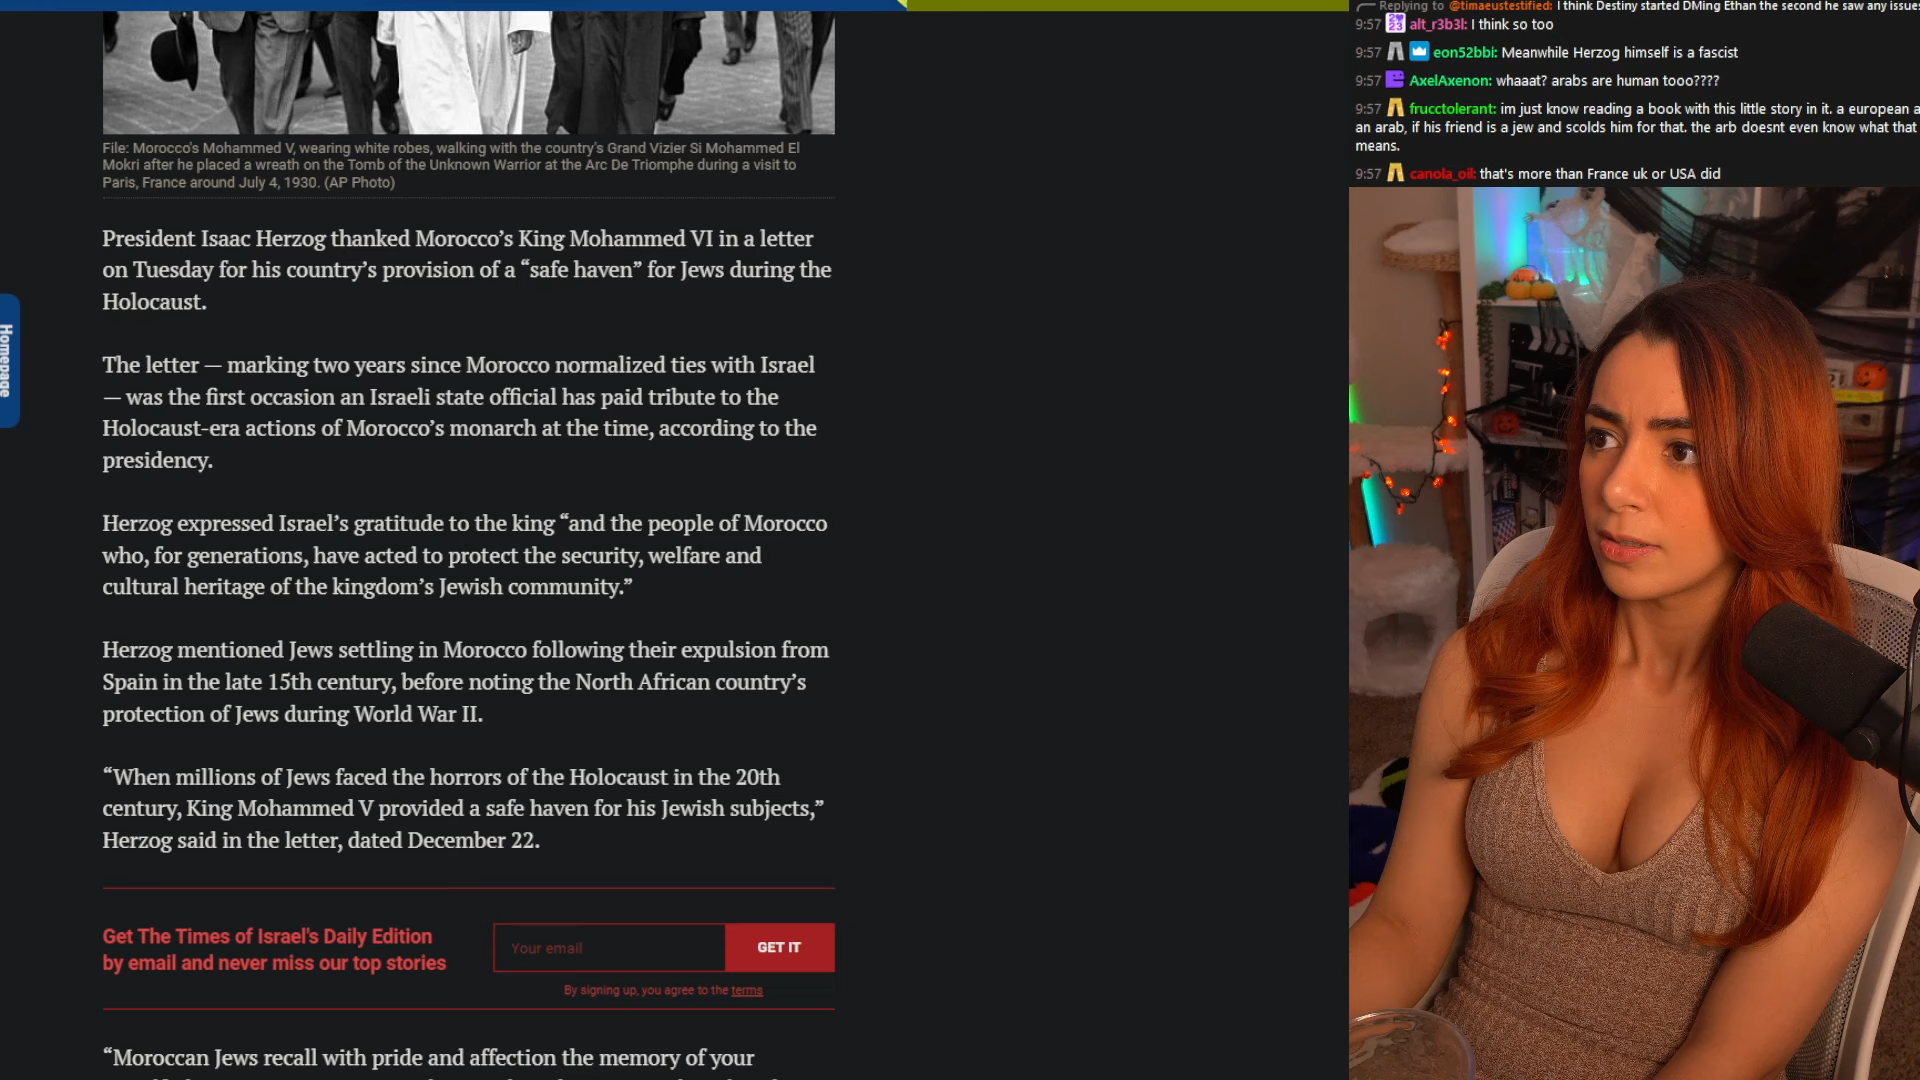 File: Morocco's Mohammed V, wearing white robes, walking with the country's Grand Vizier Si Mohammed El
Mokri after he placed a wreath on the Tomb of the Unknown Warrior at the Arc De Triomphe during a visit to
Paris, France around July 4, 1930. (AP Photo)
President Isaac Herzog thanked Morocco’s King Mohammed VI in a letter
on Tuesday for his country’s provision of a “safe haven” for Jews during the
Holocaust.
The letter — marking two years since Morocco normalized ties with Israel
— was the first occasion an Israeli state official has paid tribute to the
Holocaust-era actions of Morocco’s monarch at the time, according to the
presidency.
Herzog expressed Israel’s gratitude to the king “and the people of Morocco
who, for generations, have acted to protect the security, welfare and
cultural heritage of the kingdom’s Jewish community.”
Herzog mentioned Jews settling in Morocco following their expulsion from
Spain in the late 15th century, before noting the North African country’s
protection of Jews during World War II.
“When millions of Jews faced the horrors of the Holocaust in the 20th
century, King Mohammed V provided a safe haven for his Jewish subjects,”
Herzog said in the letter, dated December 22.
Get The Times of Israel's Daily Edition
by email and never miss our top stories
Your email
GET IT
By signing up, you agree to the terms
“Moroccan Jews recall with pride and affection the memory of your
Homepage
Replying to @timaeustestified: I think Destiny started DMing Ethan the second he saw any issues
9:57 alt_r3b3l: I think so too
9:57 eon52bbi: Meanwhile Herzog himself is a fascist
9:57 AxelAxenon: whaaat? arabs are human tooo????
9:57 frucctolerant: im just know reading a book with this little story in it. a european a
an arab, if his friend is a jew and scolds him for that. the arb doesnt even know what that
means.
9:57 canola_oil: that's more than France uk or USA did